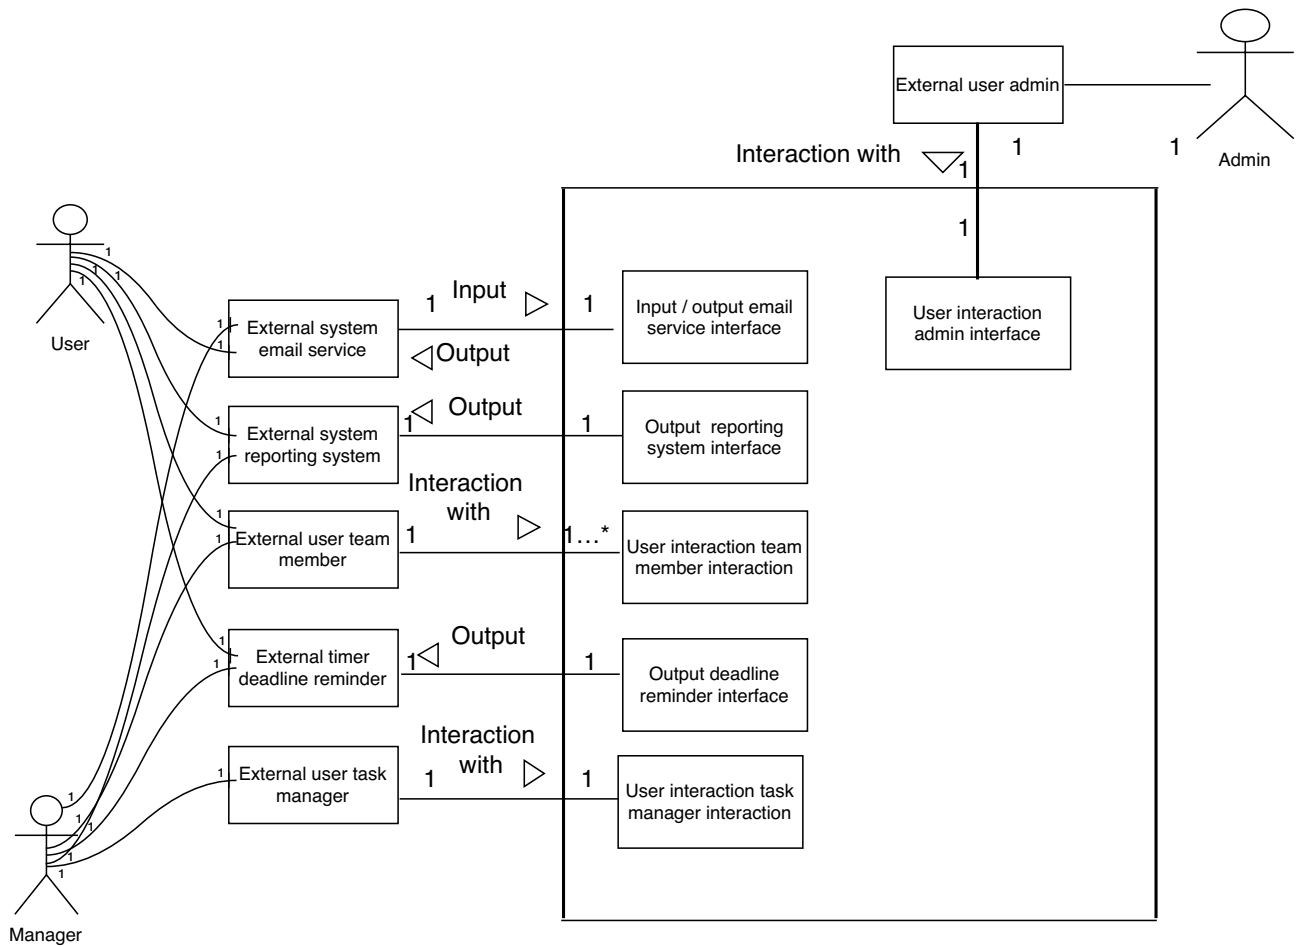 External user admin
1
1
Admin
Interaction with
1
1
User interaction
admin interface
User
1
1
1
1
Input
1
1
Output
1
1
External system
email service
Input / output email
service interface
Output
1
1
1
External system
reporting system
Output  reporting
system interface
Interaction
with
1
1
1
1...*
External user team
member
User interaction team
member interaction
Output
1
1
1
1
External timer
deadline reminder
Output deadline
reminder interface
Interaction
with
1
1
1
External user task
manager
User interaction task
manager interaction
1
1
1
1
1
Manager